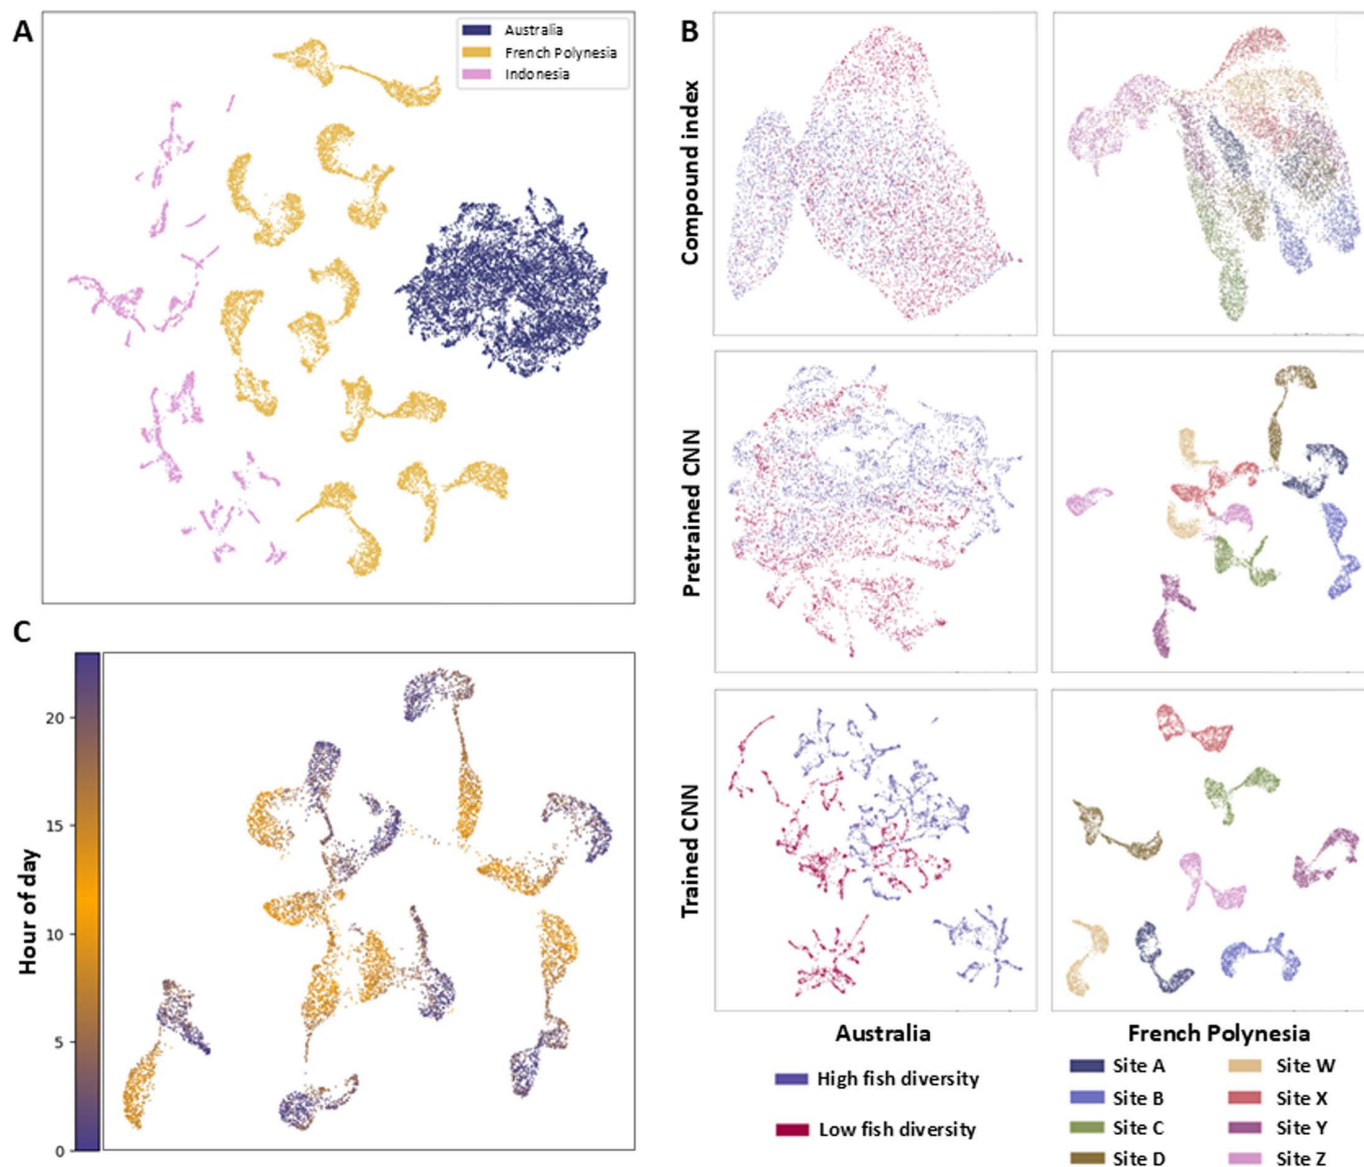 A
Australia
French Polynesia
Indonesia
B
Compound index
Pretrained CNN
Trained CNN
C
20
15
10
5
0
Hour of day
Australia
High fish diversity
Low fish diversity
French Polynesia
Site A
Site W
Site B
Site X
Site C
Site Y
Site D
Site Z